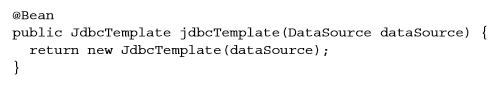 @Bean
public JdbcTemplate jdbcTemplate(DataSource dataSource) {
  return new JdbcTemplate(dataSource);
}